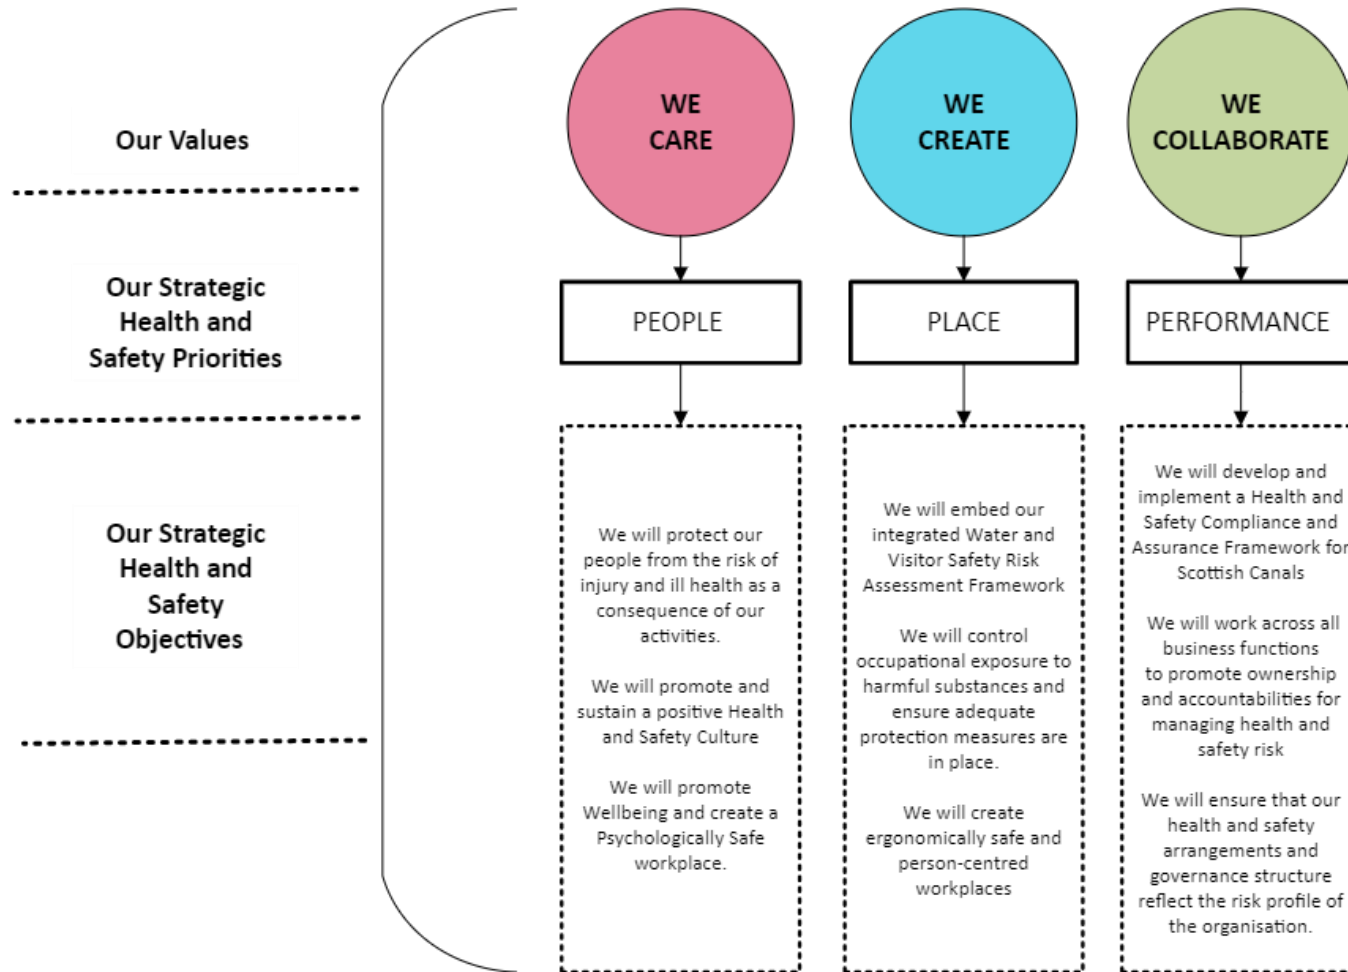 Our Values
WE
CARE
WE
CREATE
WE
COLLABORATE
Our Strategic
Health and
Safety Priorities
PEOPLE
PLACE
PERFORMANCE
Our Strategic
Health and
Safety
Objectives
We will protect our
people from the risk of
injury and ill health as a
consequence of our
activities.
We will promote and
sustain a positive Health
and Safety Culture
We will promote
Wellbeing and create a
Psychologically Safe
workplace.
We will embed our
integrated Water and
Visitor Safety Risk
Assessment Framework
We will control
occupational exposure to
harmful substances and
ensure adequate
protection measures are
in place.
We will create
ergonomically safe and
person-centred
workplaces
We will develop and
implement a Health and
Safety Compliance and
Assurance Framework for
Scottish Canals
We will work across all
business functions
to promote ownership
and accountabilities for
managing health and
safety risk
We will ensure that our
health and safety
arrangements and
governance structure
reflect the risk profile of
the organisation.